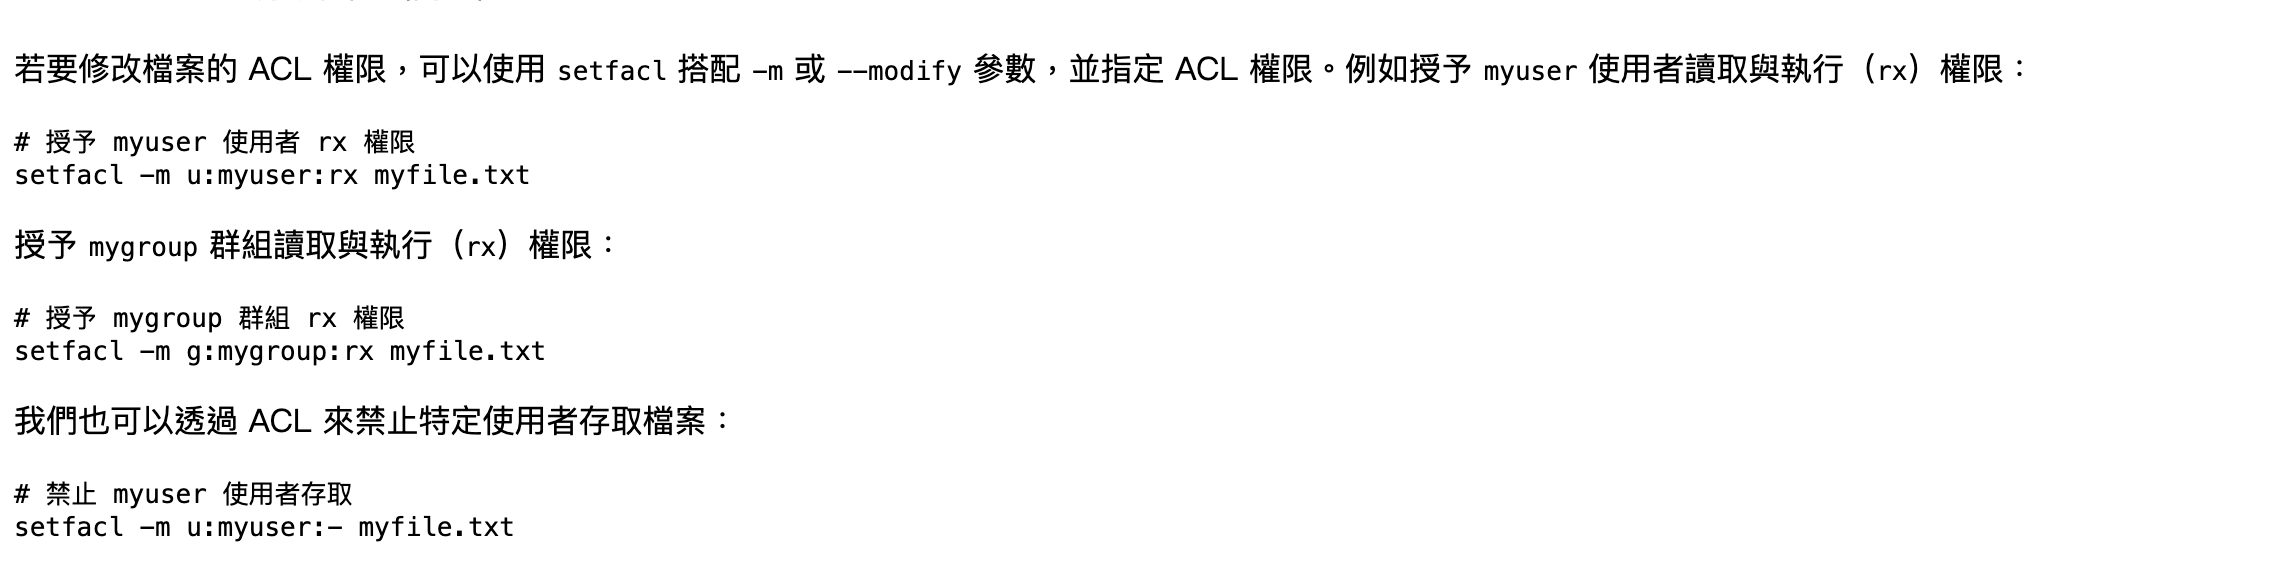 若要修改檔案的 ACL 權限，可以使用 setfacl 搭配 -m 或 --modify 參數，並指定 ACL 權限。例如授予 myuser 使用者讀取與執行（rx）權限：
# 授予 myuser 使用者 rx 權限
setfacl -m u:myuser:rx myfile.txt
授予 mygroup 群組讀取與執行（rx）權限：
# 授予 mygroup 群組 rx 權限
setfacl -m g:mygroup:rx myfile.txt
我們也可以透過 ACL 來禁止特定使用者存取檔案：
# 禁止 myuser 使用者存取
setfacl -m u:myuser:- myfile.txt